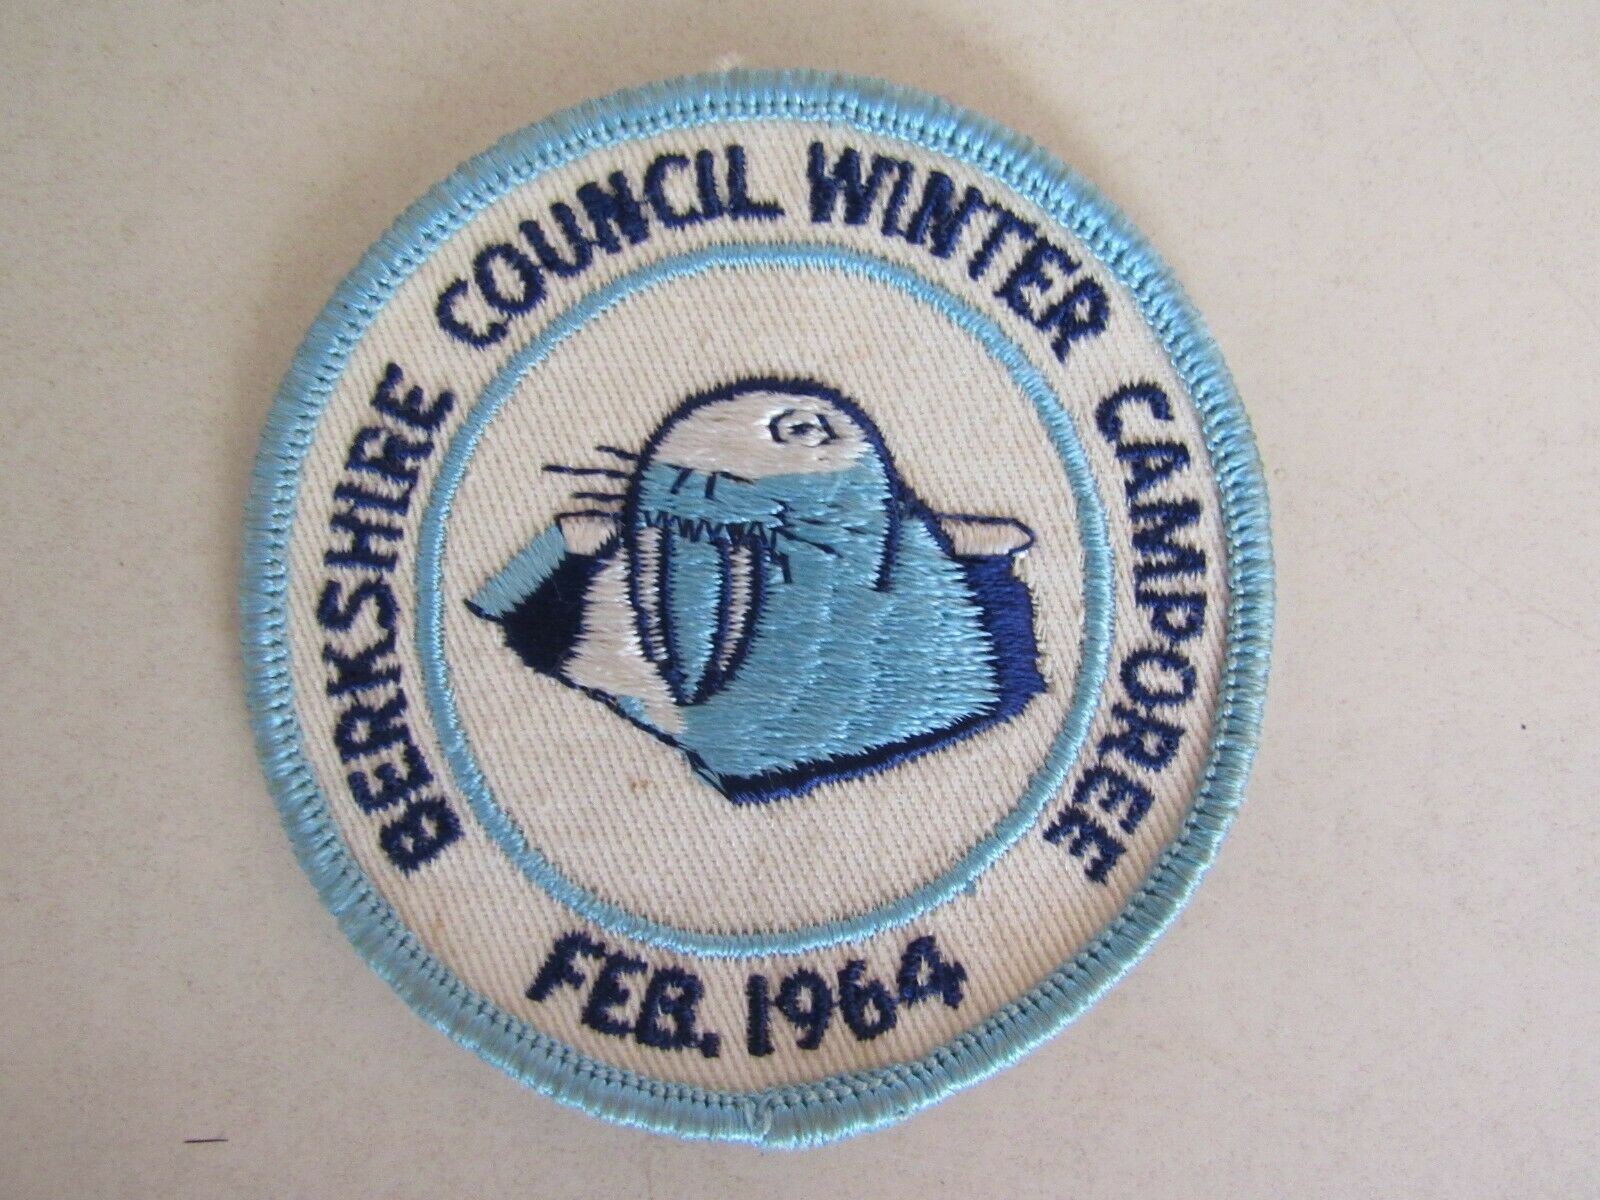 BERKSHIRE COUNCIL WINTER CAMPOREE
FEB. 1964